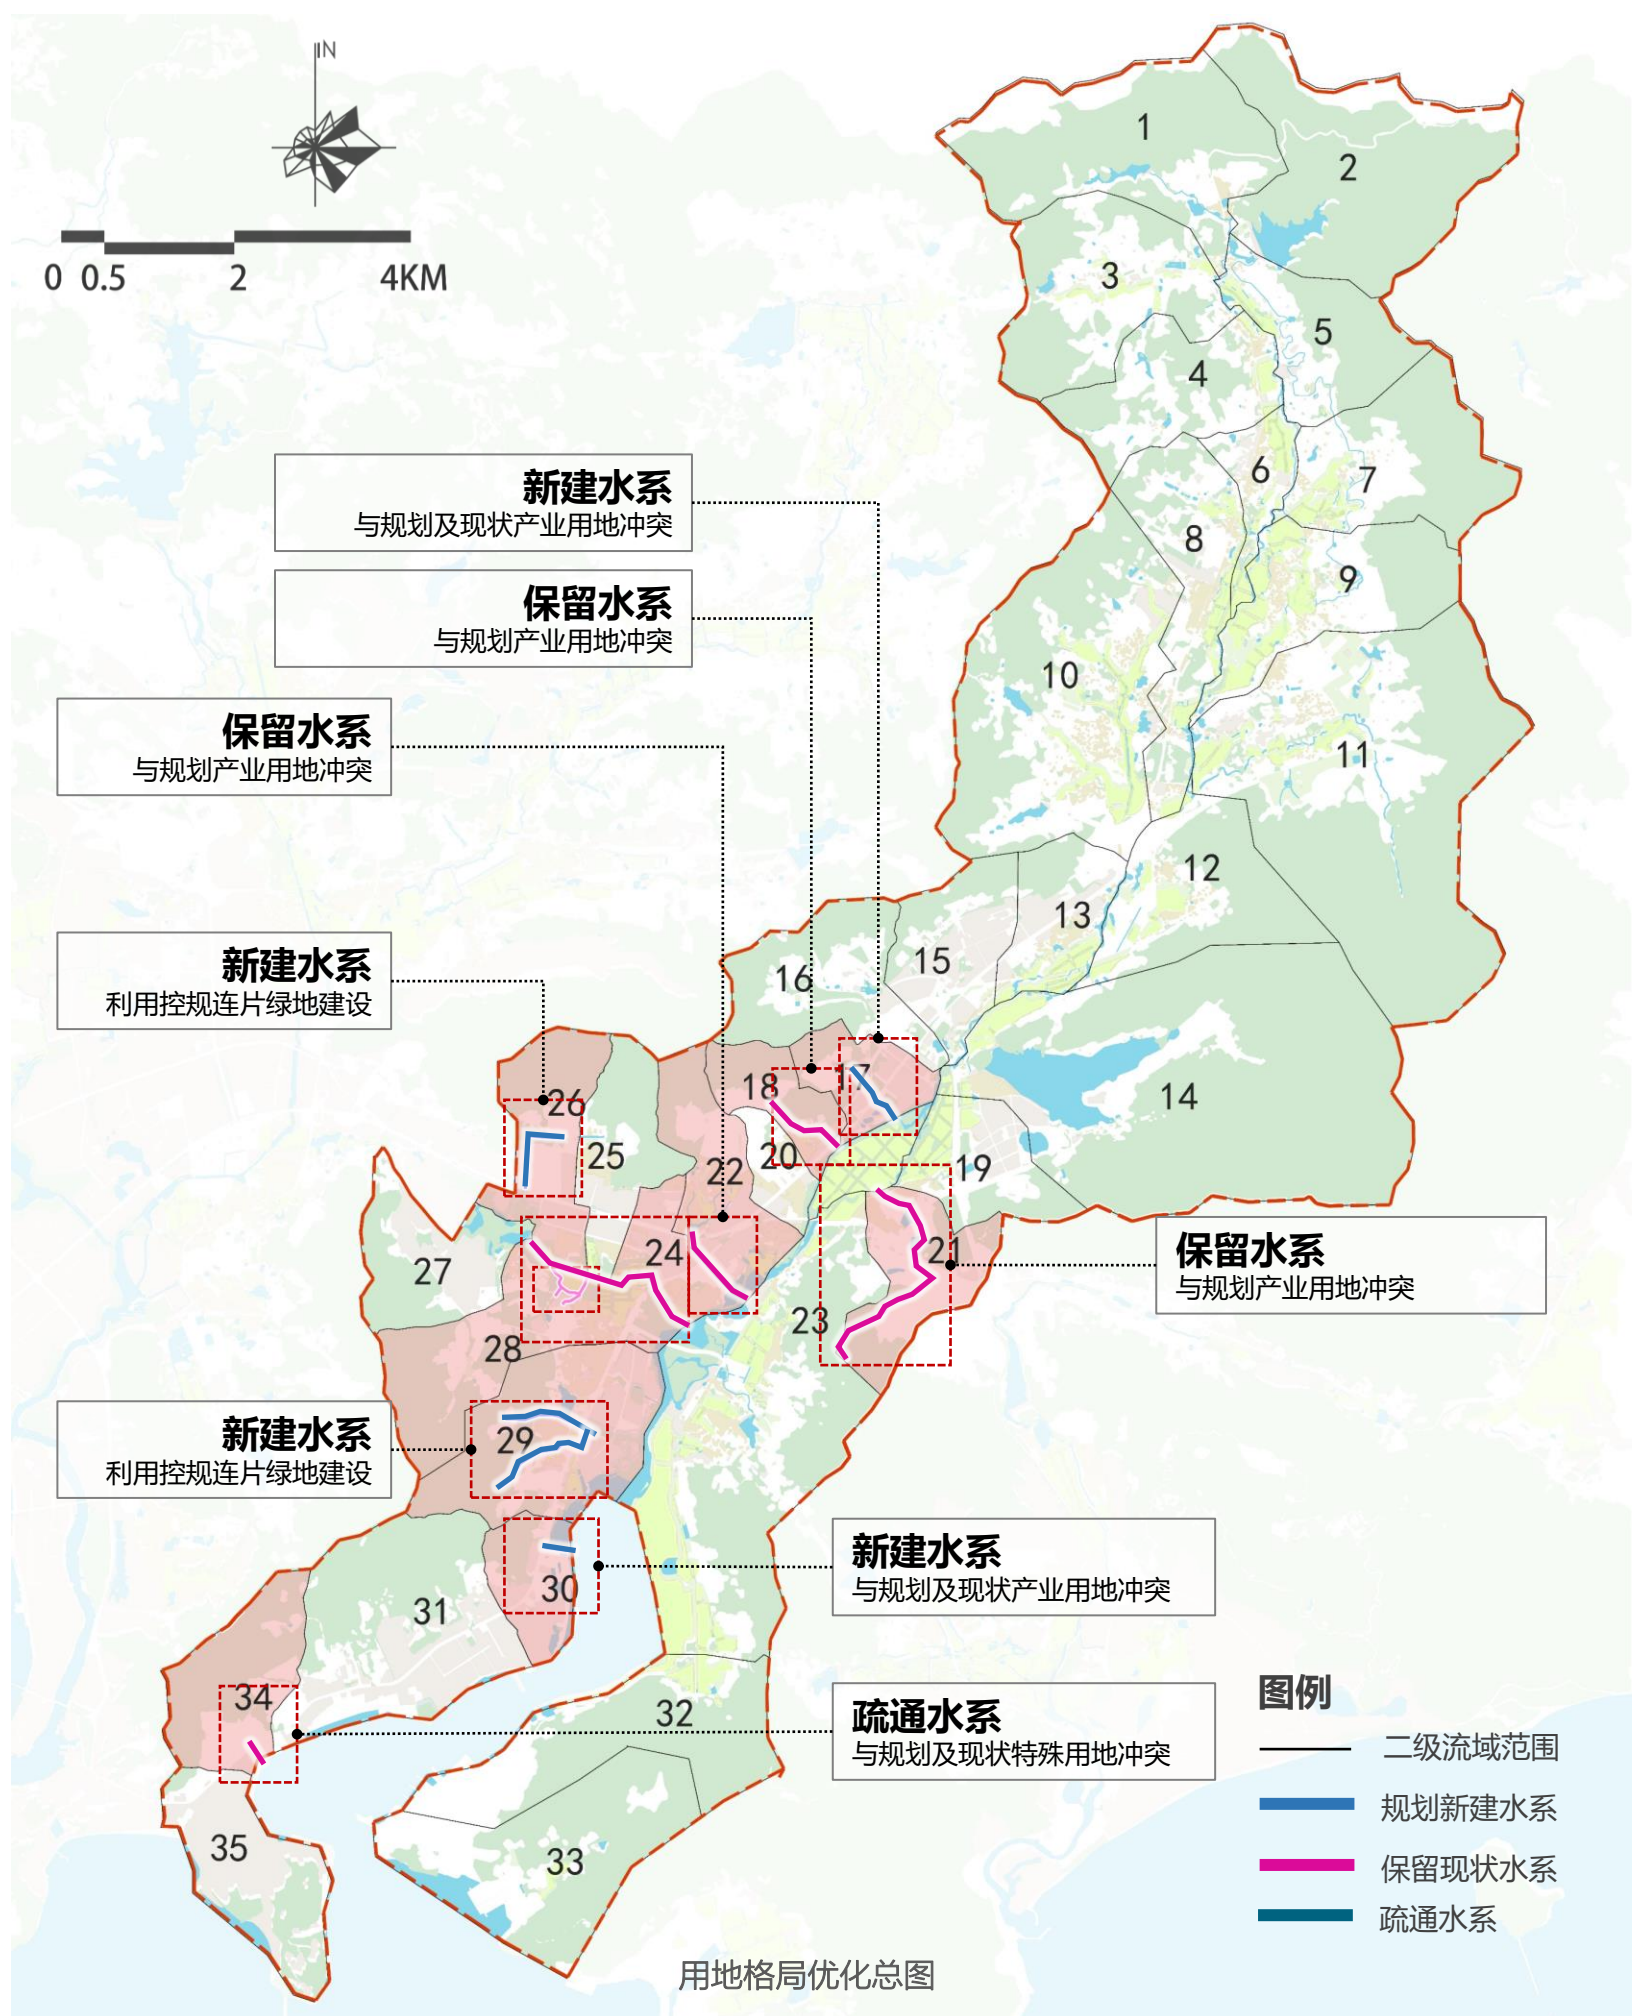 N
0 0.5 2 4KM
1
2
3
5
4
6
7
8
9
10
11
12
13
15
16
14
17
18
19
20
22
26
25
24
21
27
23
28
29
30
31
34
32
35
33
新建水系
与规划及现状产业用地冲突
保留水系
与规划产业用地冲突
保留水系
与规划产业用地冲突
新建水系
利用控规连片绿地建设
保留水系
与规划产业用地冲突
新建水系
利用控规连片绿地建设
新建水系
与规划及现状产业用地冲突
疏通水系
与规划及现状特殊用地冲突
图例
二级流域范围
规划新建水系
保留现状水系
疏通水系
用地格局优化总图